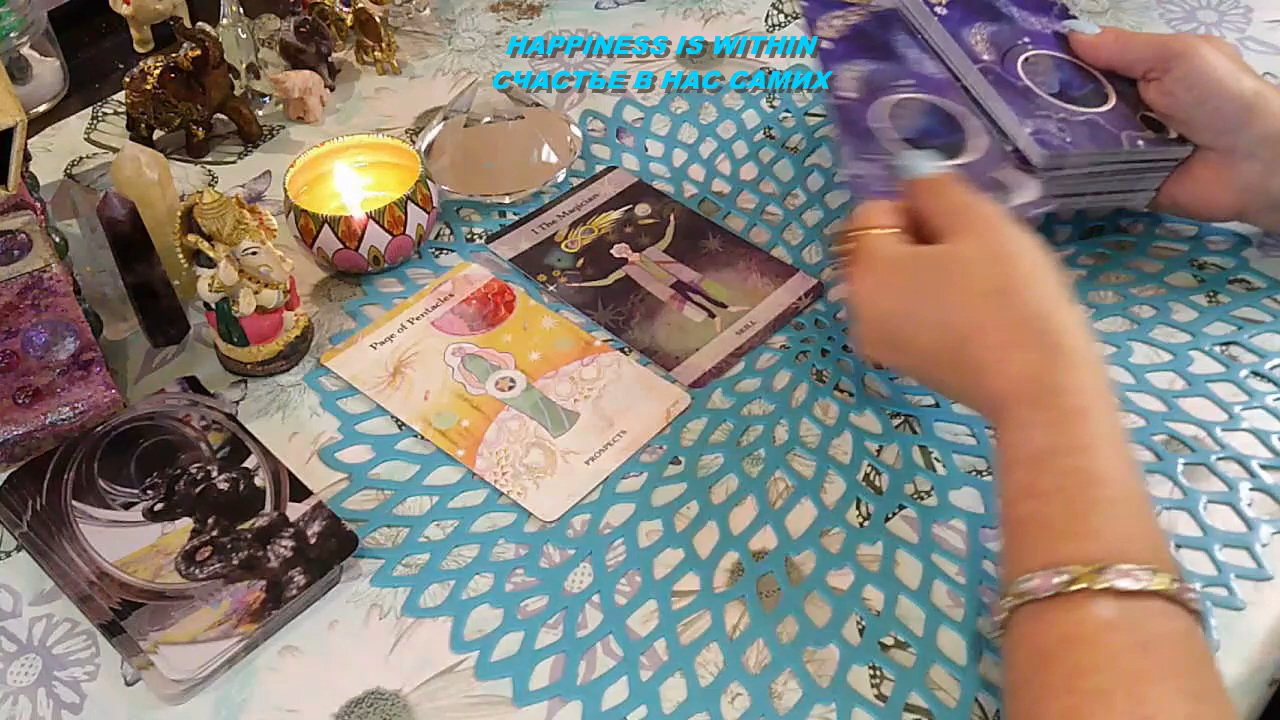 HAPPINESS IS WITHIN
СЧАСТЬЕ В НАС САМИХ
I The Magician
SKILL
Page of Pentacles
PROSPECTS